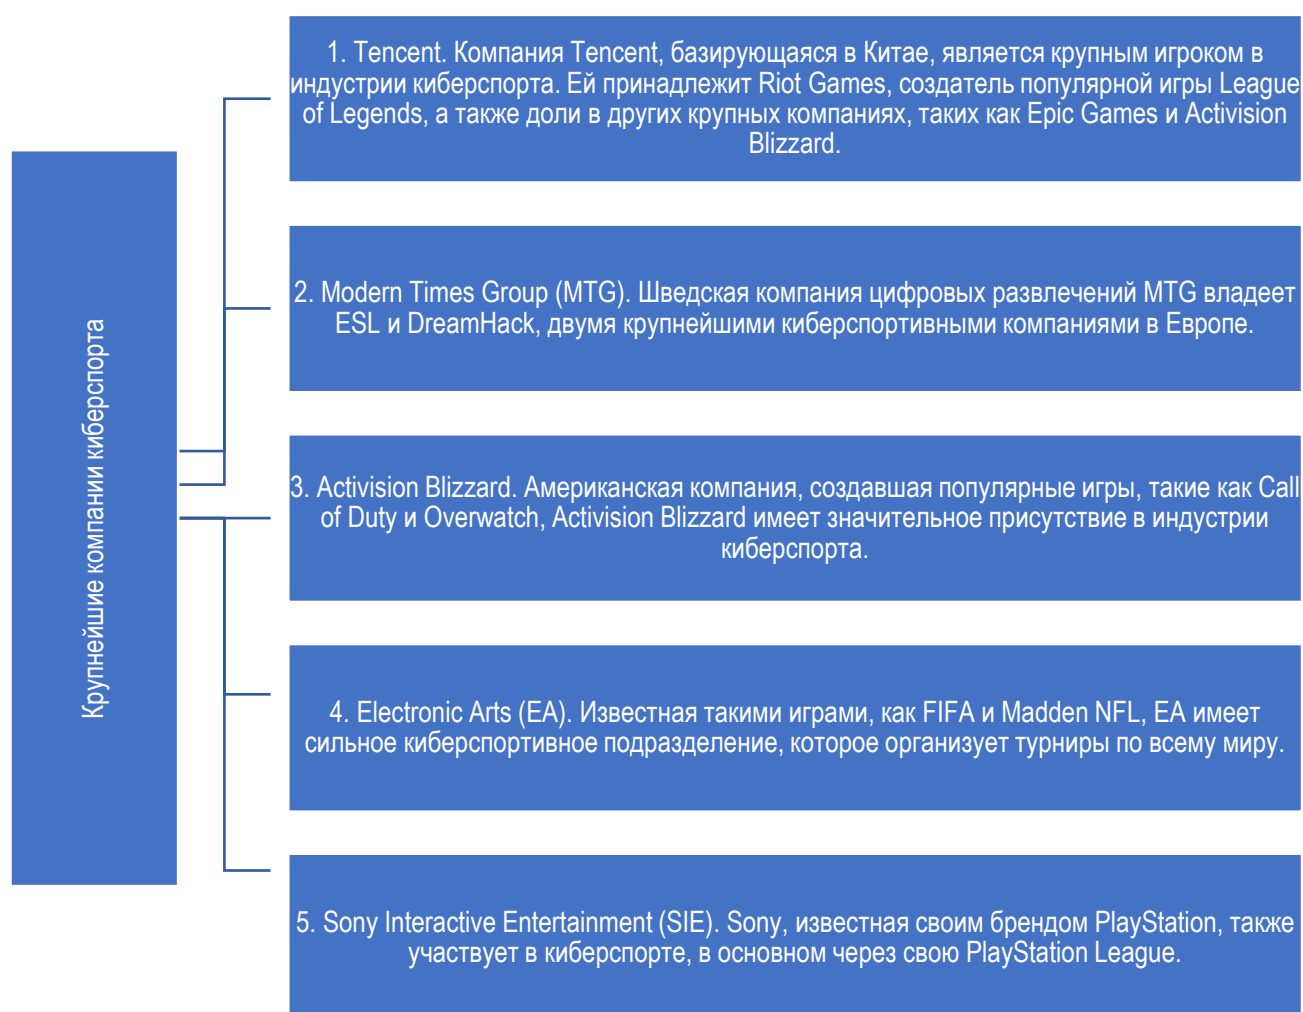 Крупнейшие компании киберспорта
1. Tencent. Компания Tencent, базирующаяся в Китае, является крупным игроком в
индустрии киберспорта. Ей принадлежит Riot Games, создатель популярной игры League
of Legends, а также доли в других крупных компаниях, таких как Epic Games и Activision
Blizzard.
2. Modern Times Group (MTG). Шведская компания цифровых развлечений MTG владеет
ESL и DreamHack, двумя крупнейшими киберспортивными компаниями в Европе.
3. Activision Blizzard. Американская компания, создавшая популярные игры, такие как Call
of Duty и Overwatch, Activision Blizzard имеет значительное присутствие в индустрии
киберспорта.
4. Electronic Arts (EA). Известная такими играми, как FIFA и Madden NFL, EA имеет
сильное киберспортивное подразделение, которое организует турниры по всему миру.
5. Sony Interactive Entertainment (SIE). Sony, известная своим брендом PlayStation, также
участвует в киберспорте, в основном через свою PlayStation League.